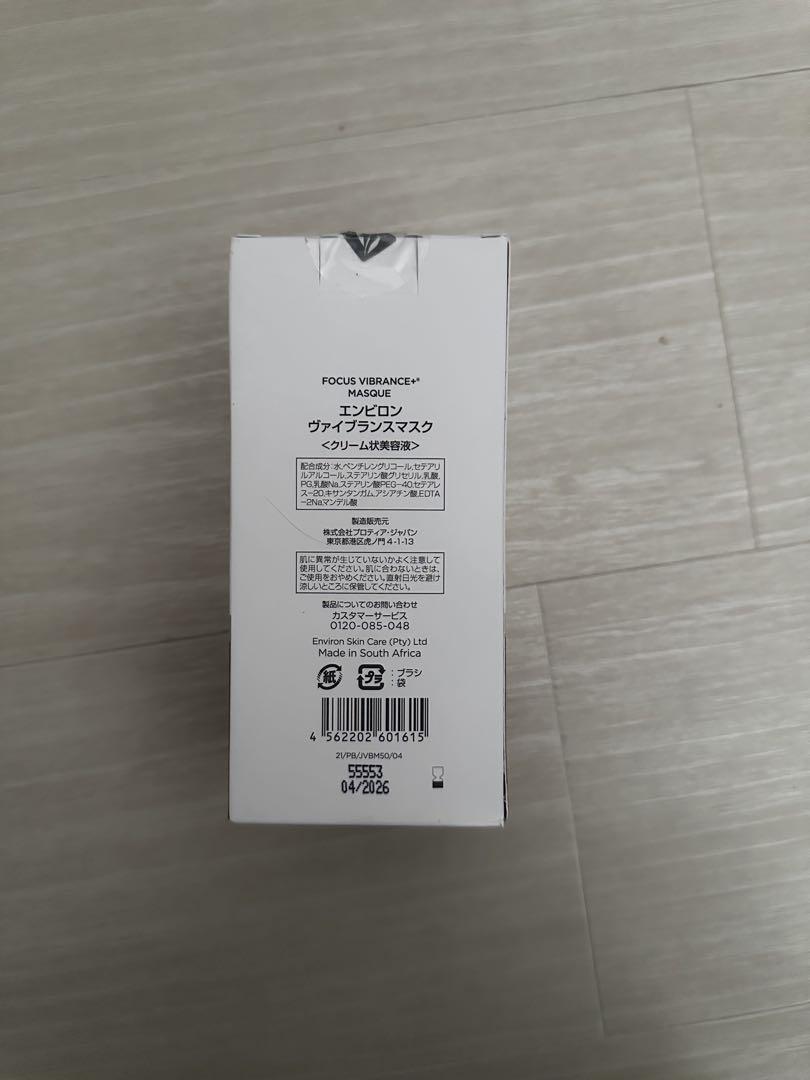 FOCUS VIBRANCE+®
MASQUE
エンビロン
ヴァイブランスマスク
<クリーム状美容液>
配合成分:水,ペンチレングリコール,セテアリ
ルアルコール,ステアリン酸グリセリル,乳酸,
PG,乳酸Na,ステアリン酸PEG-40,セテアレ
ス-20,キサンタンガム,アシアチン酸,EDTA
-2Na,マンデル酸
製造販売元
株式会社プロティア・ジャパン
東京都港区虎ノ門 4-1-13
肌に異常が生じていないかよく注意して
使用してください。肌に合わないときは、
ご使用をおやめください。直射日光を避け
涼しいところに保管してください。
製品についてのお問い合わせ
カスタマーサービス
0120-085-048
Environ Skin Care (Pty) Ltd
Made in South Africa
紙 プラ :ブラシ
:袋
4 562202 601615
21/PB/JVBM50/04
55553
04/2026